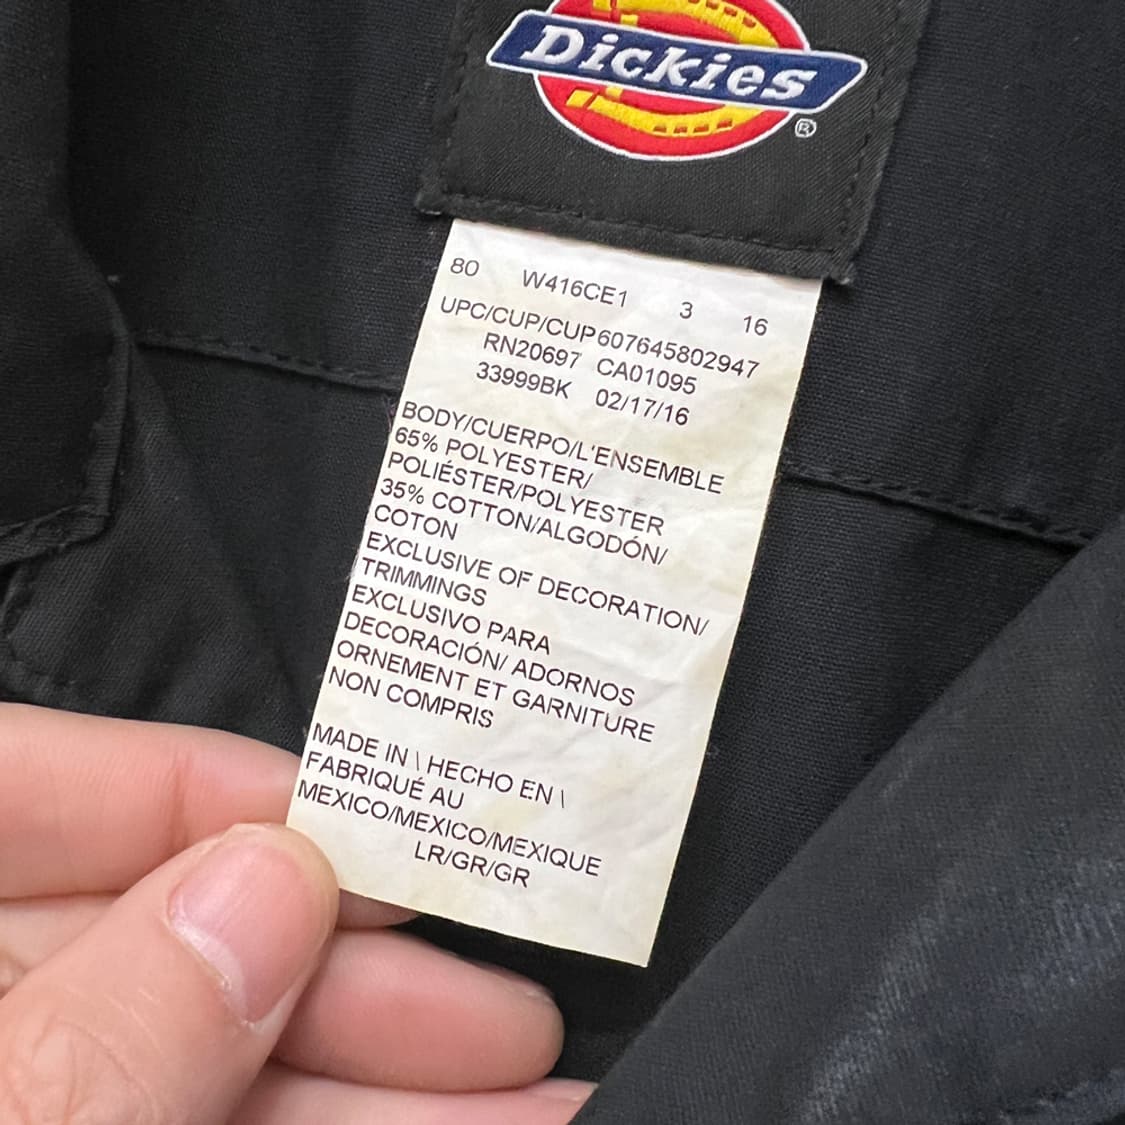 Dickies
®
80 W416CE1 3 16
UPC/CUP/CUP607645802947
RN20697 CA01095
33999BK 02/17/16
BODY/CUERPO/L'ENSEMBLE
65% POLYESTER/
POLIÉSTER/POLYESTER
35% COTTON/ALGODÓN/
COTON
EXCLUSIVE OF DECORATION/
TRIMMINGS
EXCLUSIVO PARA
DECORACIÓN/ ADORNOS
ORNEMENT ET GARNITURE
NON COMPRIS
MADE IN \ HECHO EN \
FABRIQUÉ AU
MEXICO/MEXICO/MEXIQUE
LR/GR/GR